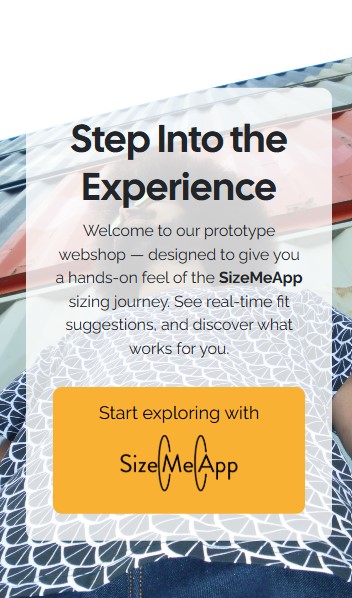 Step Into the
Experience
Welcome to our prototype
webshop — designed to give you
a hands-on feel of the SizeMeApp
sizing journey. See real-time fit
suggestions, and discover what
works for you.
Start exploring with
SizeMeApp